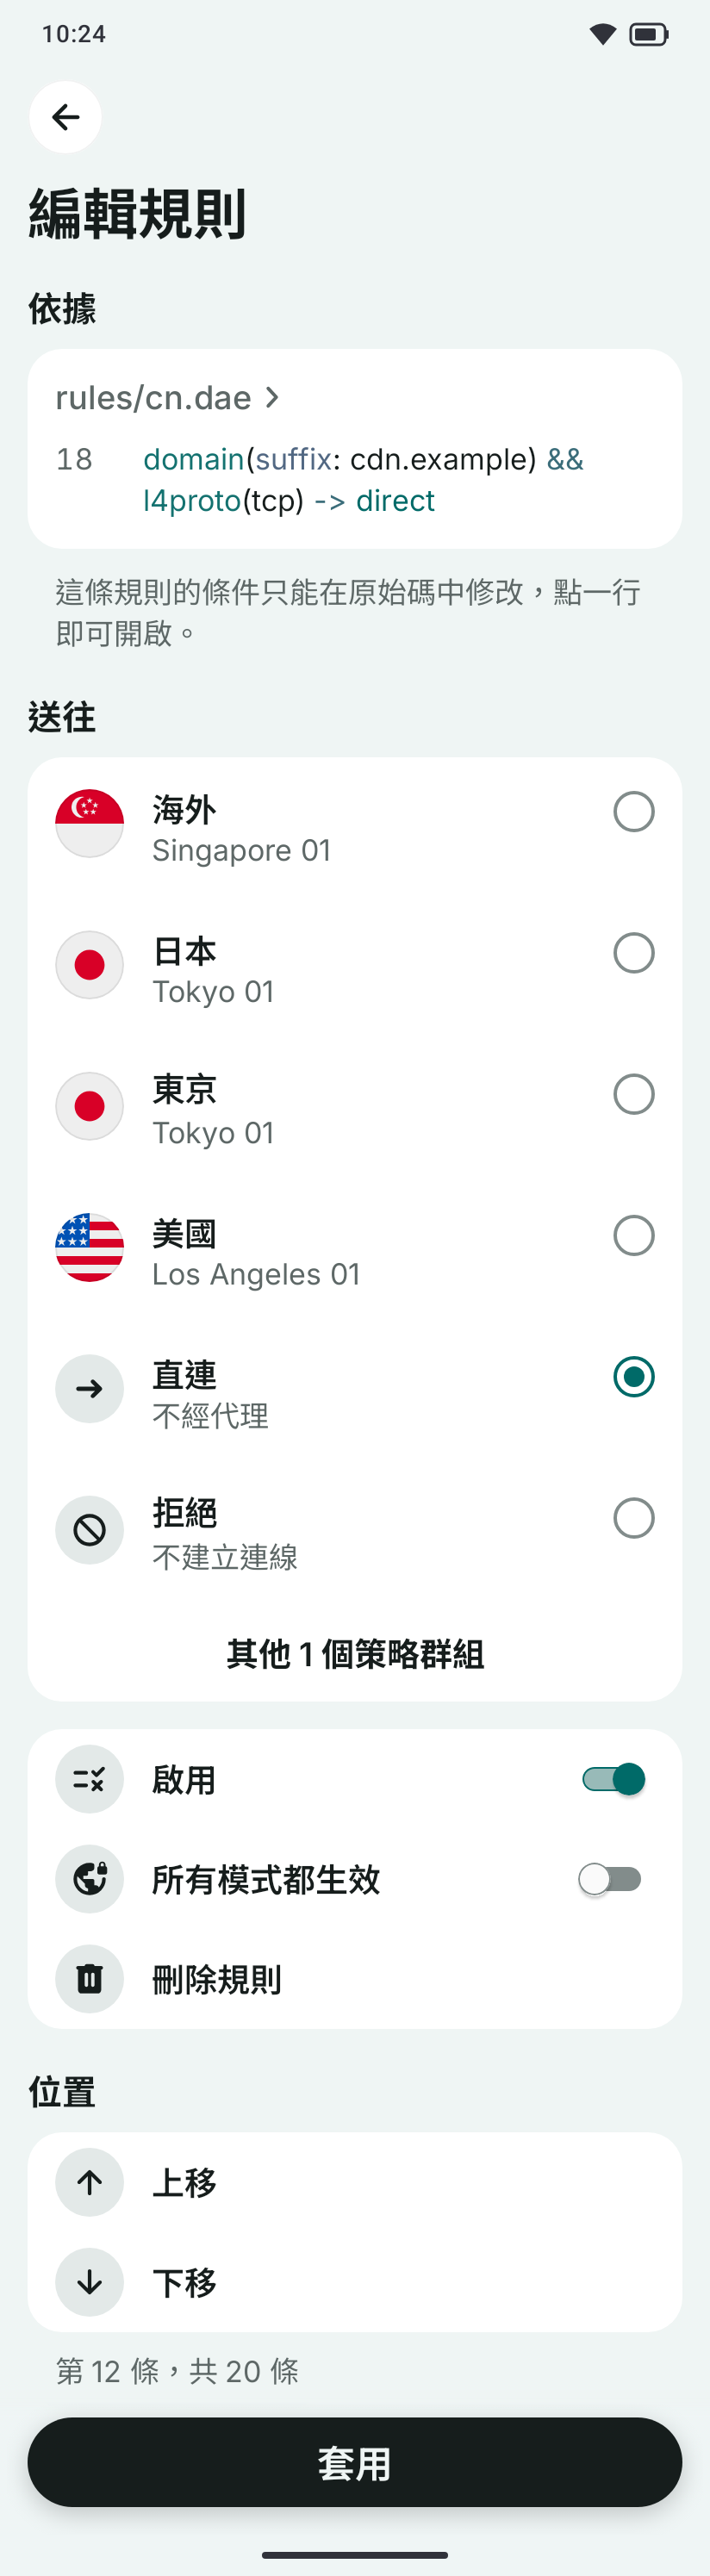 10:24
編輯規則
依據
rules/cn.dae
18 domain(suffix: cdn.example) &&
l4proto(tcp) -> direct
這條規則的條件只能在原始碼中修改，點一行
即可開啟。
送往
海外
Singapore 01
日本
Tokyo 01
東京
Tokyo 01
美國
Los Angeles 01
直連
不經代理
拒絕
不建立連線
其他 1 個策略群組
啟用
所有模式都生效
刪除規則
位置
上移
下移
第 12 條，共 20 條
套用